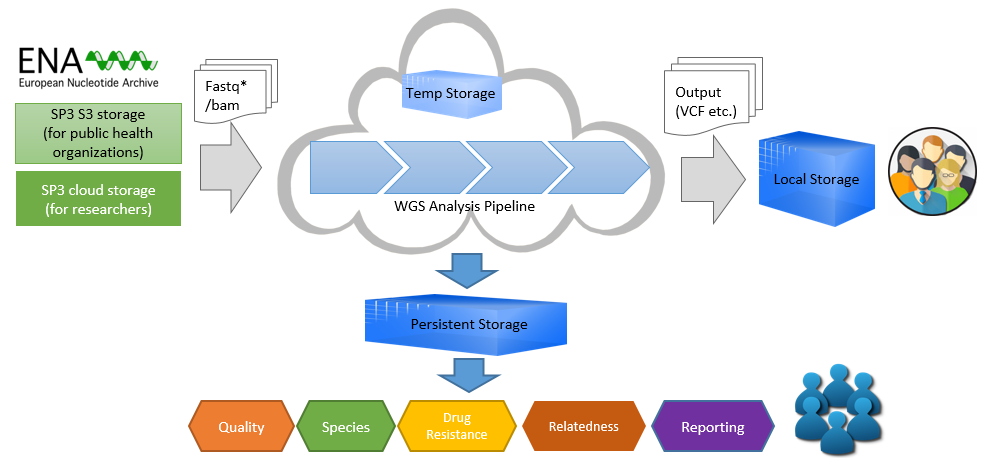 ENA
European Nucleotide Archive
SP3 S3 storage
(for public health
organizations)
SP3 cloud storage
(for researchers)
Fastq*
/bam
Temp Storage
WGS Analysis Pipeline
Output
(VCF etc.)
Local Storage
Persistent Storage
Quality
Species
Drug
Resistance
Relatedness
Reporting